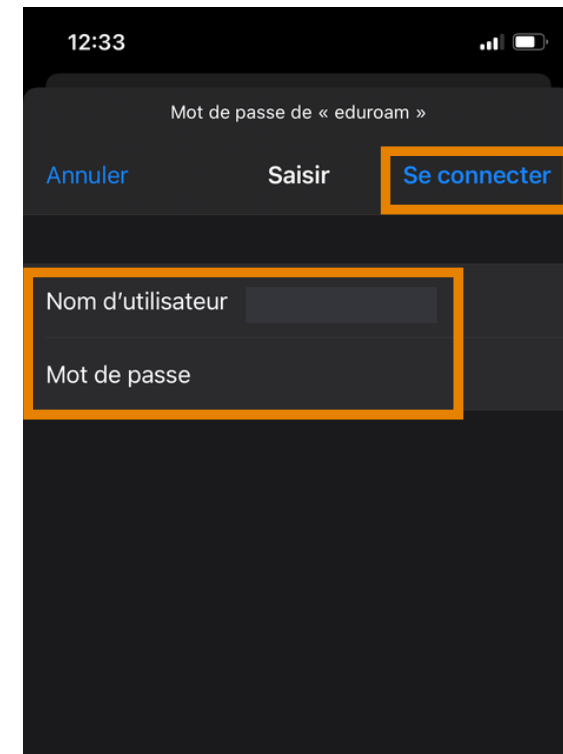 12:33
Mot de passe de « eduroam »
Annuler Saisir Se connecter
Nom d’utilisateur
Mot de passe